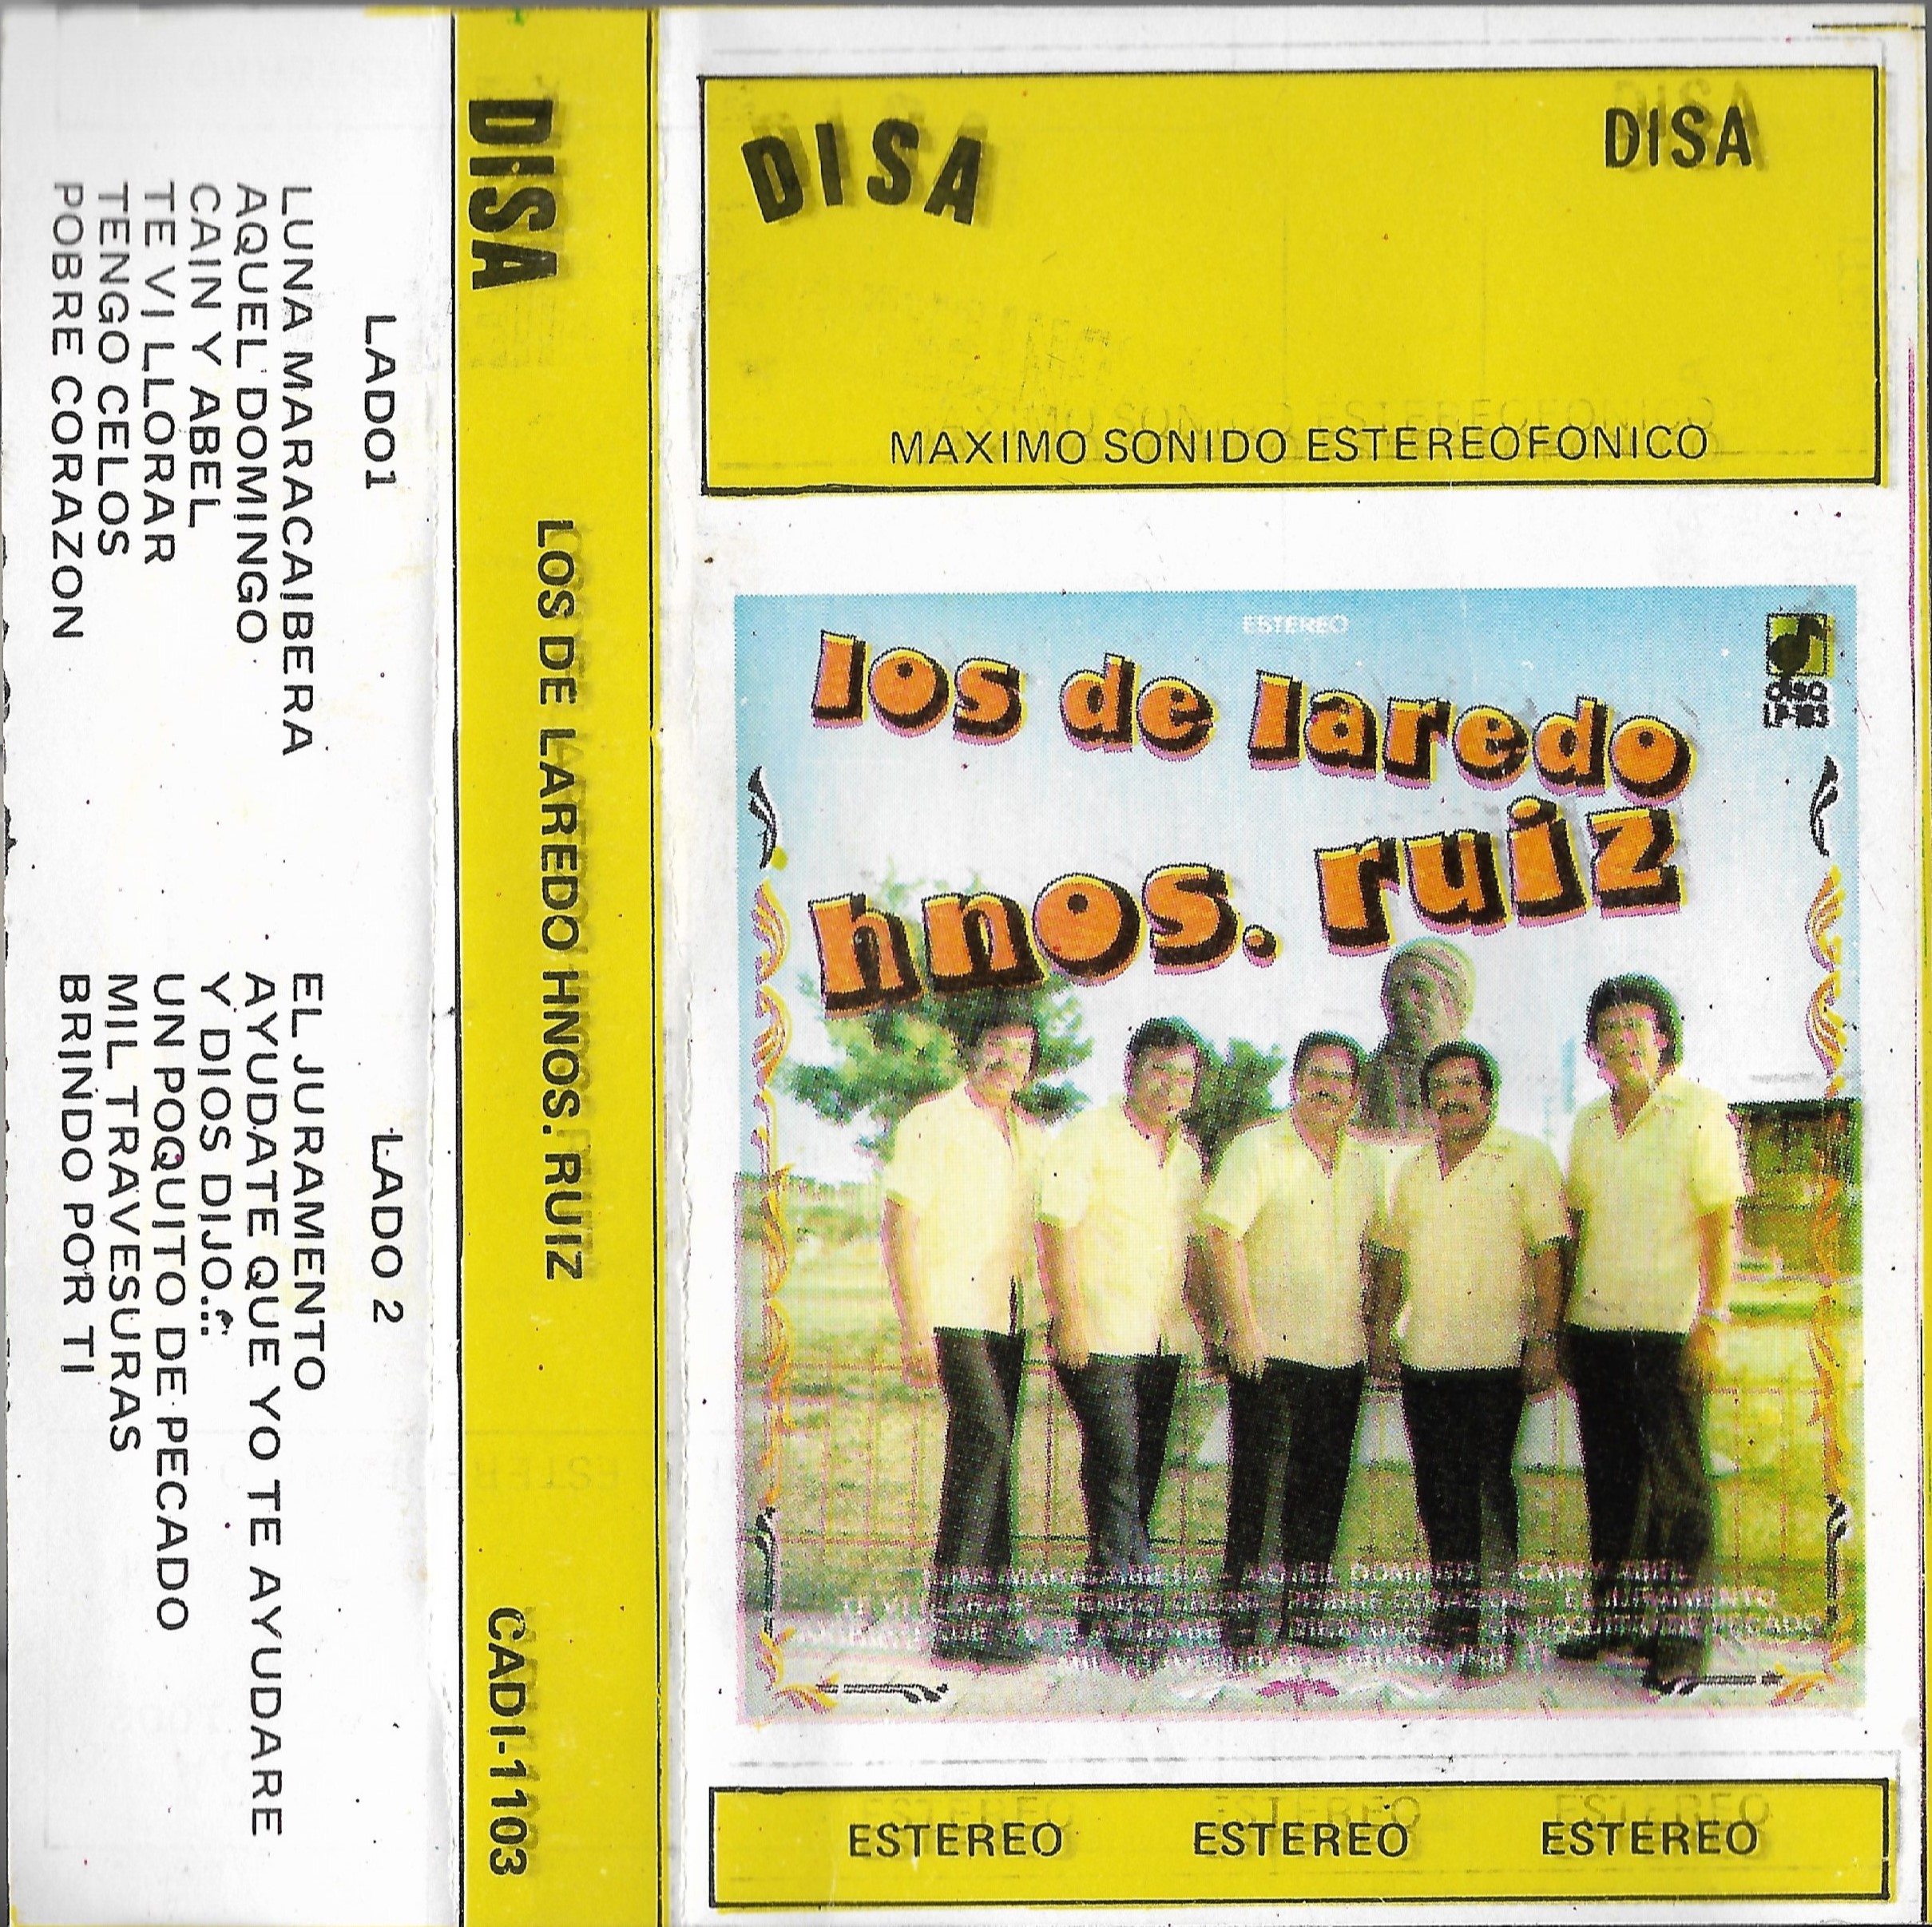 DISA
DISA
MAXIMO SONIDO ESTEREOFONICO
ESTEREO
los de laredo
hnos. ruiz
disa
ESTEREO ESTEREO ESTEREO
DISA
LOS DE LAREDO HNOS. RUIZ
CADI-1103
LADO1
LUNA MARACAIBERA
AQUEL DOMINGO
CAIN Y ABEL
TE VI LLORAR
TENGO CELOS
POBRE CORAZON
LADO 2
EL JURAMENTO
AYUDATE QUE YO TE AYUDARE
Y DIOS DIJO...
UN POQUITO DE PECADO
MIL TRAVESURAS
BRINDO POR TI